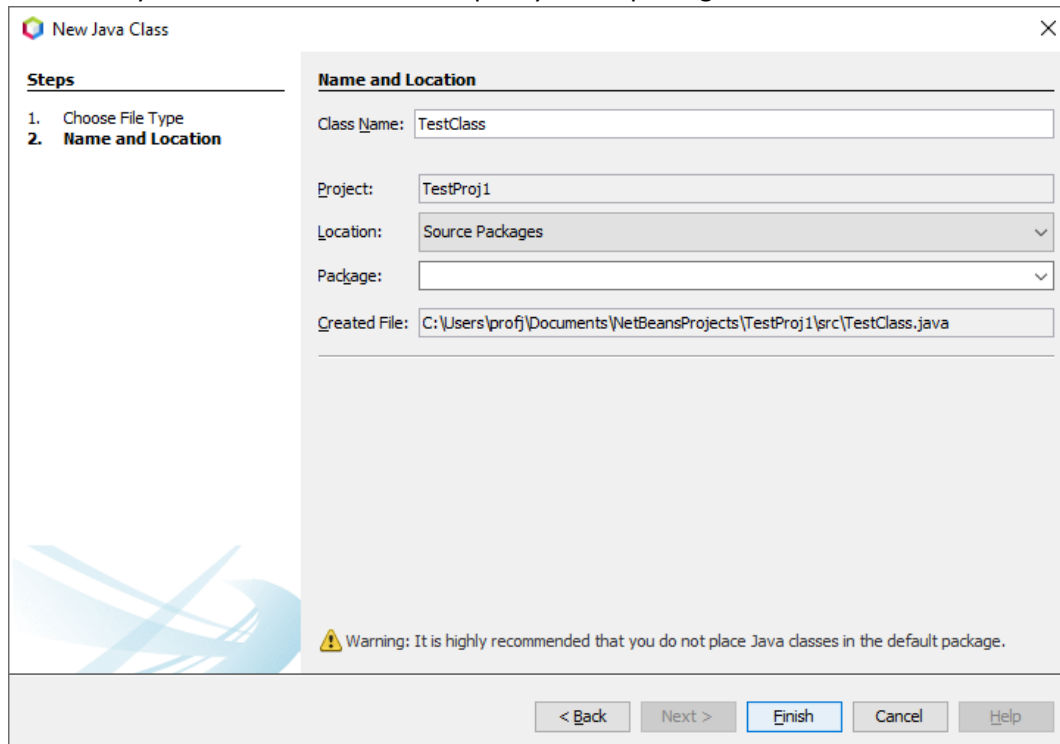 New Java Class
Steps
1. Choose File Type
2. Name and Location
Name and Location
Class Name: TestClass
Project: TestProj1
Location: Source Packages
Package:
Created File: C:\Users\profj\Documents\NetBeansProjects\TestProj1\src\TestClass.java
Warning: It is highly recommended that you do not place Java classes in the default package.
< Back Next > Finish Cancel Help